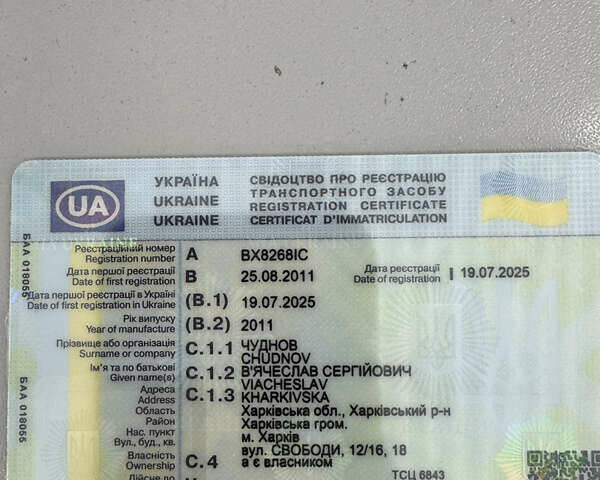 УКРАЇНА СВІДОЦТВО ПРО РЕЄСТРАЦІЮ
ТРАНСПОРТНОГО ЗАСОБУ
UA UKRAINE REGISTRATION CERTIFICATE
UKRAINE CERTIFICAT D'IMMATRICULATION
БАА 018055
Реєстраційний номер
Registration number A BX8268IC
Дата першої реєстрації
Date of first registration B 25.08.2011 Дата реєстрації
Date of registration I 19.07.2025
Дата першої реєстрації в Україні
Date of first registration in Ukraine (B.1) 19.07.2025
Рік випуску
Year of manufacture (B.2) 2011
Прізвище або організація
Surname or company C.1.1 ЧУДНОВ
CHUDNOV
Ім'я та по батькові
Given name(s) C.1.2 В'ЯЧЕСЛАВ СЕРГІЙОВИЧ
VIACHESLAV
Адреса
Address C.1.3 KHARKIVSKA
Область Харківська обл., Харківський р-н
Район Харківська гром.
Нас. пункт м. Харків
Вул., буд., кв. вул. СВОБОДИ, 12/16, 18
Власність
Ownership C.4 а є власником
ТСЦ 6843
Дійсне до
БАА 018055